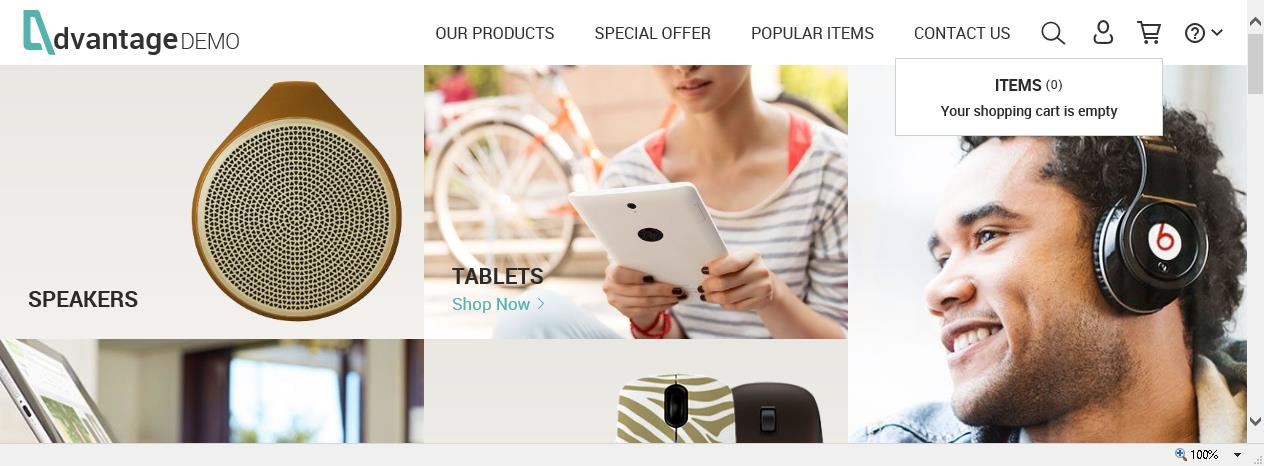 dvantage DEMO
OUR PRODUCTS
SPECIAL OFFER
POPULAR ITEMS
CONTACT US
ITEMS (0)
Your shopping cart is empty
SPEAKERS
TABLETS
Shop Now
100%